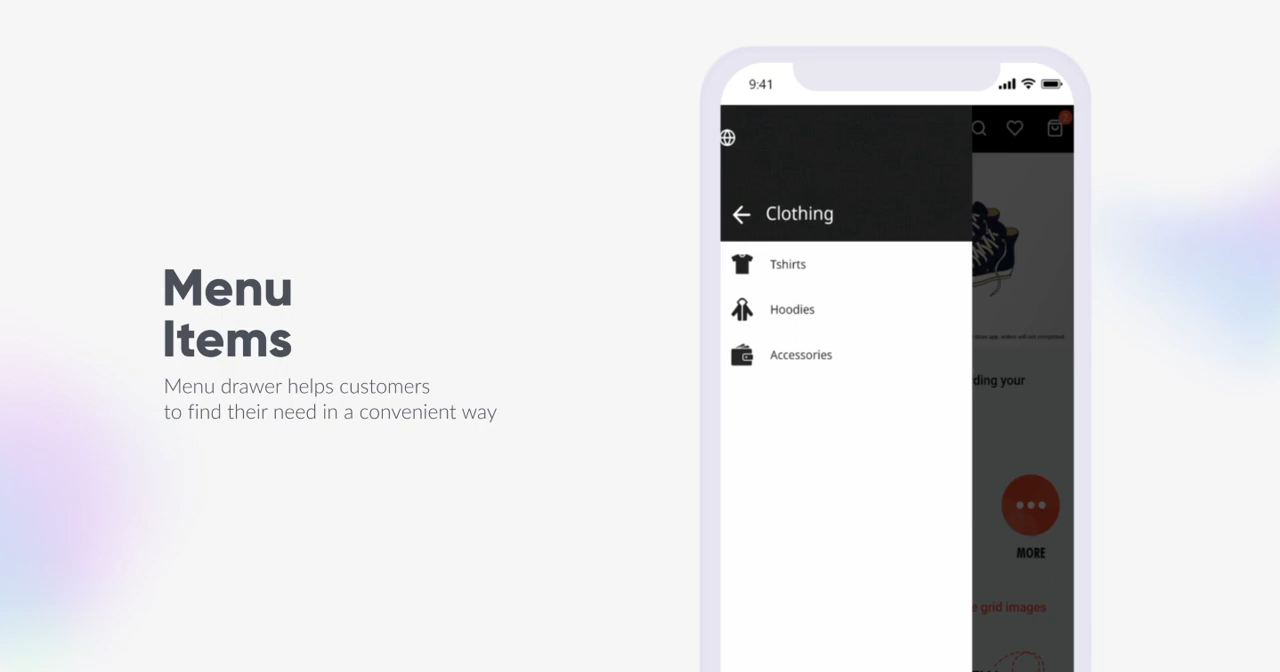 Menu
Items
Menu drawer helps customers
to find their need in a convenient way
9:41
Clothing
Tshirts
Hoodies
Accessories
ding your
MORE
grid images